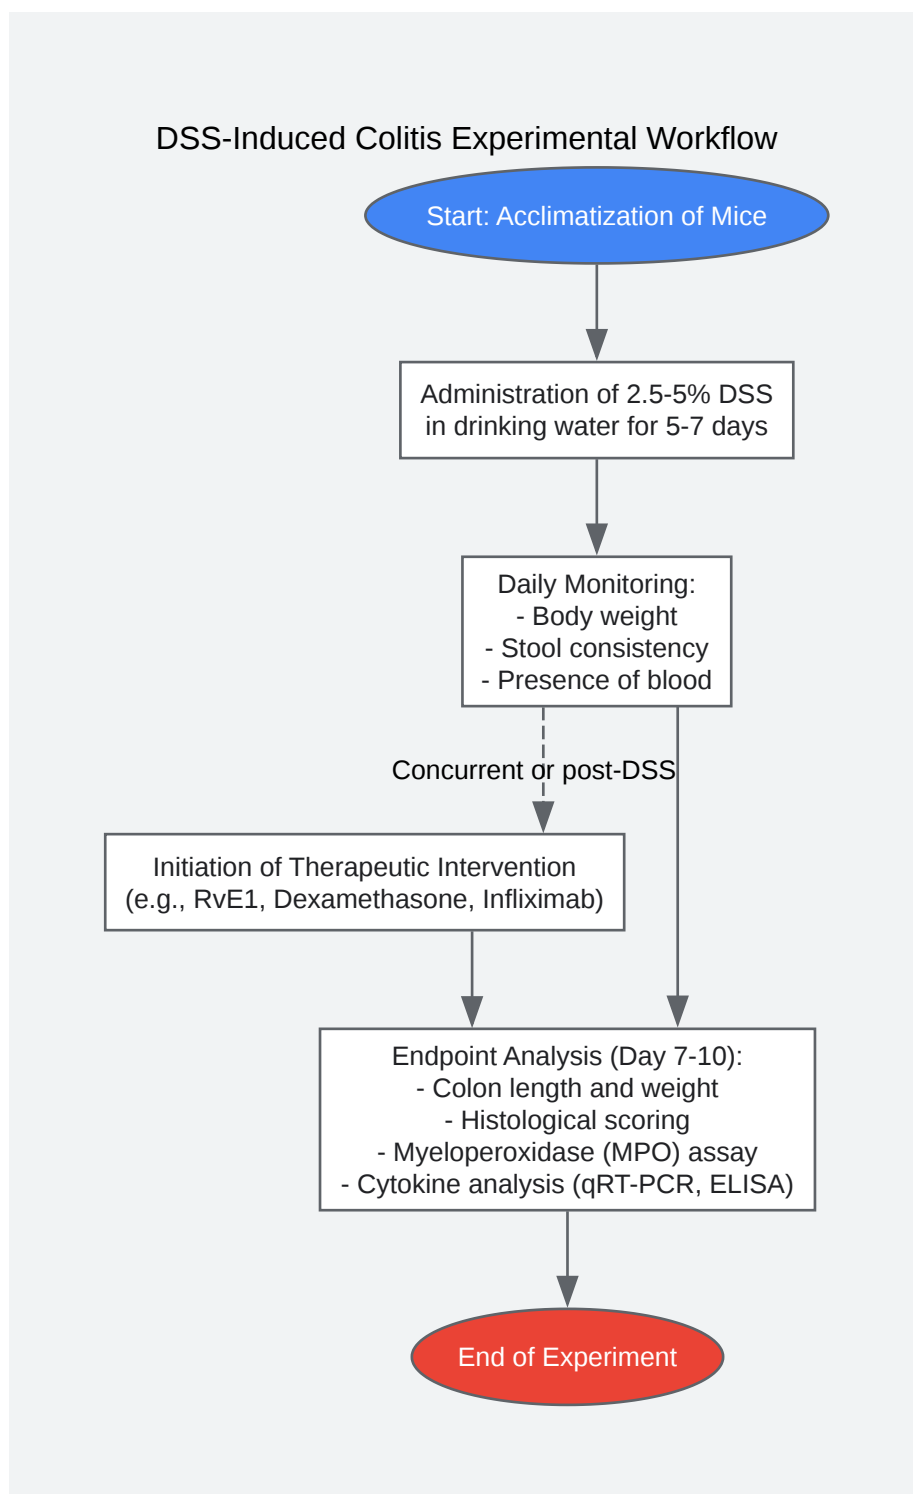 DSS-Induced Colitis Experimental Workflow
Start: Acclimatization of Mice
Administration of 2.5-5% DSS
in drinking water for 5-7 days
Daily Monitoring:
- Body weight
- Stool consistency
- Presence of blood
Concurrent or post-DSS
Initiation of Therapeutic Intervention
(e.g., RvE1, Dexamethasone, Infliximab)
Endpoint Analysis (Day 7-10):
- Colon length and weight
- Histological scoring
- Myeloperoxidase (MPO) assay
- Cytokine analysis (qRT-PCR, ELISA)
End of Experiment